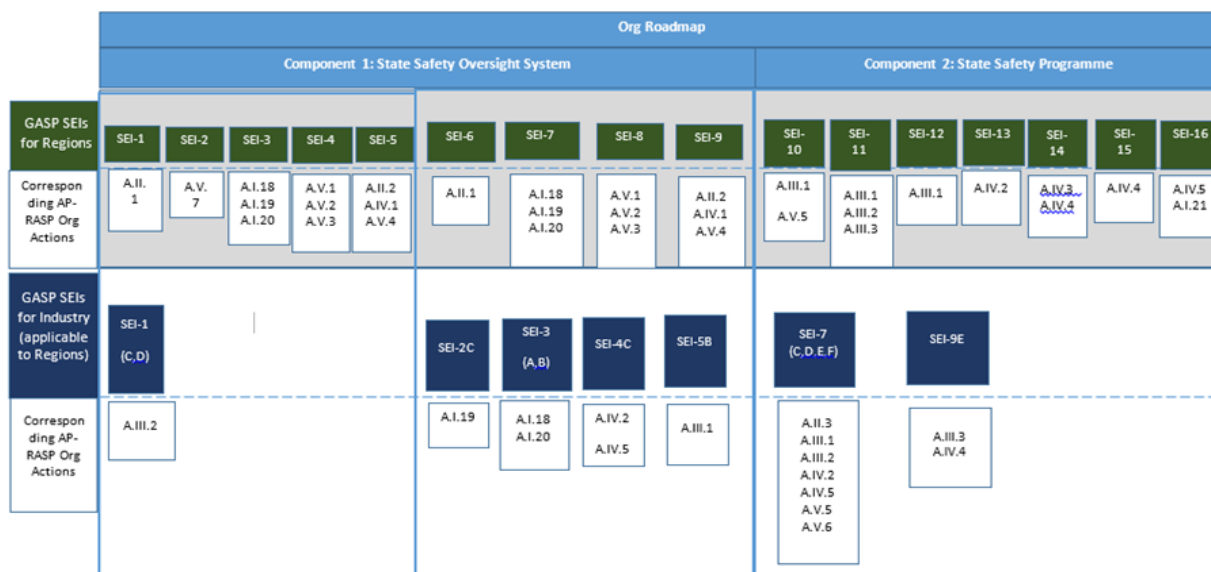 Org Roadmap
Component 1: State Safety Oversight System
Component 2: State Safety Programme
GASP SEIs
for Regions
SEI-1
SEI-2
SEI-3
SEI-4
SEI-5
SEI-6
SEI-7
SEI-8
SEI-9
SEI-
10
SEI-
11
SEI-12
SEI-13
SEI-
14
SEI-
15
SEI-16
Correspon
ding AP-
RASP Org
Actions
A.II.
1
A.V.
7
A.I.18
A.I.19
A.I.20
A.V.1
A.V.2
A.V.3
A.II.2
A.IV.1
A.V.4
A.II.1
A.I.18
A.I.19
A.I.20
A.V.1
A.V.2
A.V.3
A.II.2
A.IV.1
A.V.4
A.III.1
A.V.5
A.III.1
A.III.2
A.III.3
A.III.1
A.IV.2
A.IV.3
A.IV.4
A.IV.4
A.IV.5
A.I.21
GASP SEIs
for Industry
(applicable
to Regions)
SEI-1
(C,D)
SEI-2C
SEI-3
(A,B)
SEI-4C
SEI-5B
SEI-7
(C,D,E,F)
SEI-9E
Correspon
ding AP-
RASP Org
Actions
A.III.2
A.I.19
A.I.18
A.I.20
A.IV.2
A.IV.5
A.III.1
A.II.3
A.III.1
A.III.2
A.IV.2
A.IV.5
A.V.5
A.V.6
A.III.3
A.IV.4